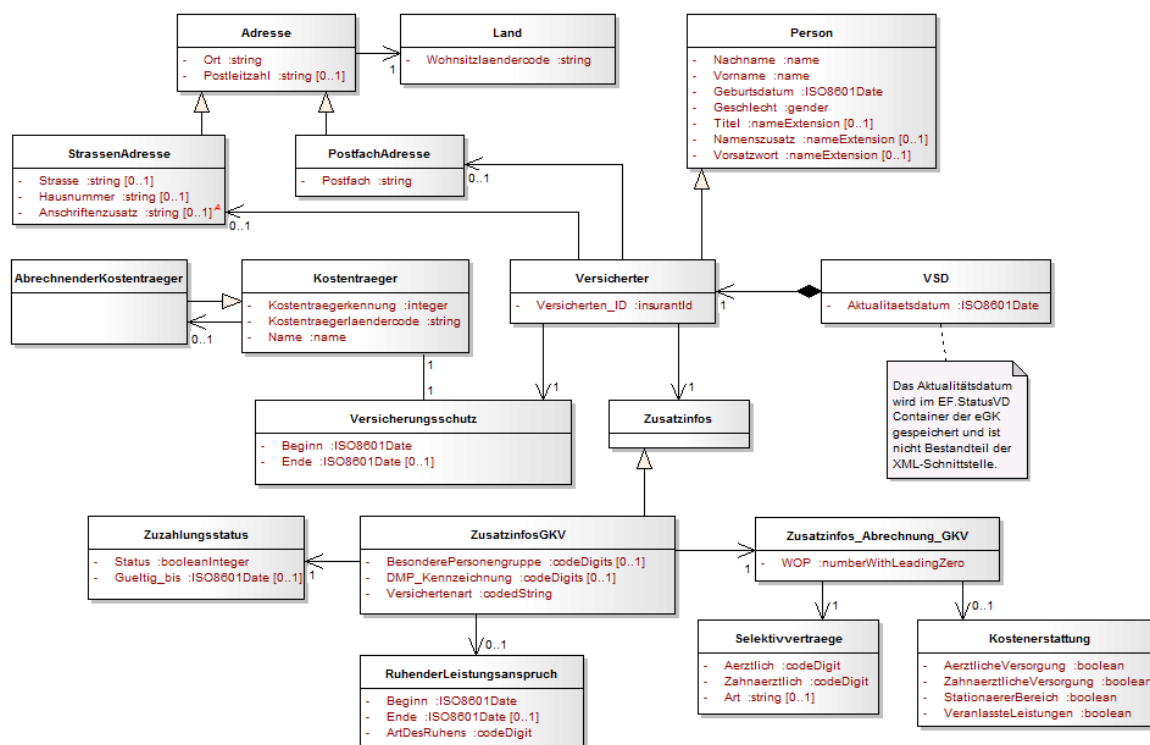 Adresse
- Ort :string
- Postleitzahl :string [0..1]
Land
- Wohnsitzlaendercode :string
1
Person
- Nachname :name
- Vorname :name
- Geburtsdatum :ISO8601Date
- Geschlecht :gender
- Titel :nameExtension [0..1]
- Namenszusatz :nameExtension [0..1]
- Vorsatzwort :nameExtension [0..1]
StrassenAdresse
- Strasse :string [0..1]
- Hausnummer :string [0..1]
- Anschriftenzusatz :string [0..1]
0..1
PostfachAdresse
- Postfach :string
0..1
AbrechnenderKostentraeger
0..1
Kostentraeger
- Kostentraegerkennung :integer
- Kostentraegerlaendercode :string
- Name :name
1
1
Versicherter
- Versicherten_ID :insurantId
1
VSD
- Aktualitaetsdatum :ISO8601Date
1
1
Das Aktualitätsdatum
wird im EF.StatusVD
Container der eGK
gespeichert und ist
nicht Bestandteil der
XML-Schnittstelle.
Versicherungsschutz
- Beginn :ISO8601Date
- Ende :ISO8601Date [0..1]
Zusatzinfos
Zuzahlungsstatus
- Status :booleanInteger
- Gueltig_bis :ISO8601Date [0..1]
1
ZusatzinfosGKV
- BesonderePersonengruppe :codeDigits [0..1]
- DMP_Kennzeichnung :codeDigits [0..1]
- Versichertenart :codedString
1
Zusatzinfos_Abrechnung_GKV
- WOP :numberWithLeadingZero
1
0..1
0..1
RuhenderLeistungsanspruch
- Beginn :ISO8601Date
- Ende :ISO8601Date [0..1]
- ArtDesRuhens :codeDigit
Selektivvertraege
- Aerztlich :codeDigit
- Zahnaerztlich :codeDigit
- Art :string [0..1]
Kostenerstattung
- AerztlicheVersorgung :boolean
- ZahnaerztlicheVersorgung :boolean
- StationaererBereich :boolean
- VeranlassteLeistungen :boolean